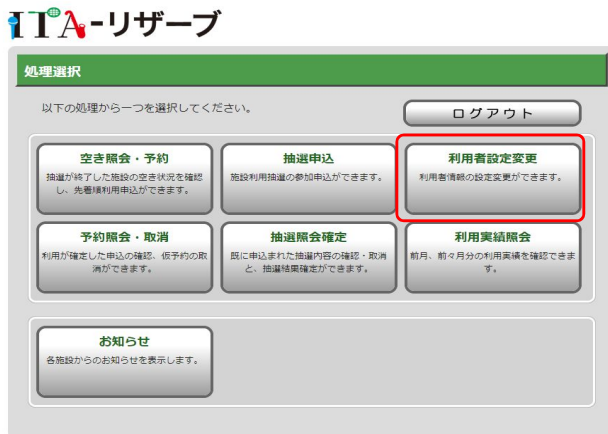 ITA-リザーブ
処理選択
以下の処理から一つを選択してください。
ログアウト
空き照会・予約
抽選が終了した施設の空き状況を確認
し、先着順利用申込ができます。
抽選申込
施設利用抽選の参加申込ができます。
利用者設定変更
利用者情報の設定変更ができます。
予約照会・取消
利用が確定した申込の確認、仮予約の取
消ができます。
抽選照会確定
既に申込まれた抽選内容の確認・取消
と、抽選結果確定ができます。
利用実績照会
前月、前々月分の利用実績を確認できま
す。
お知らせ
各施設からのお知らせを表示します。